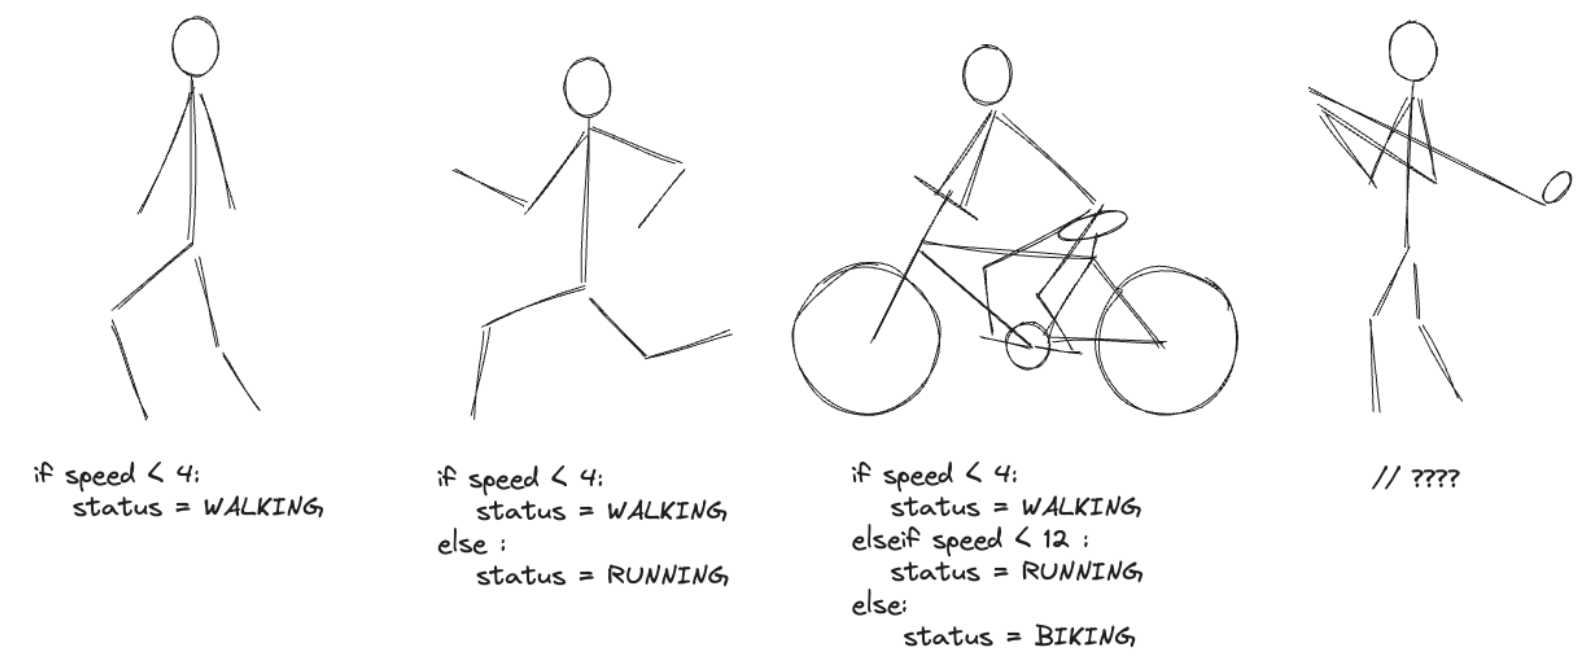 if speed < 4:
status = WALKING
if speed < 4:
status = WALKING
else :
status = RUNNING
if speed < 4:
status = WALKING
elseif speed < 12 :
status = RUNNING
else:
status = BIKING
// ????